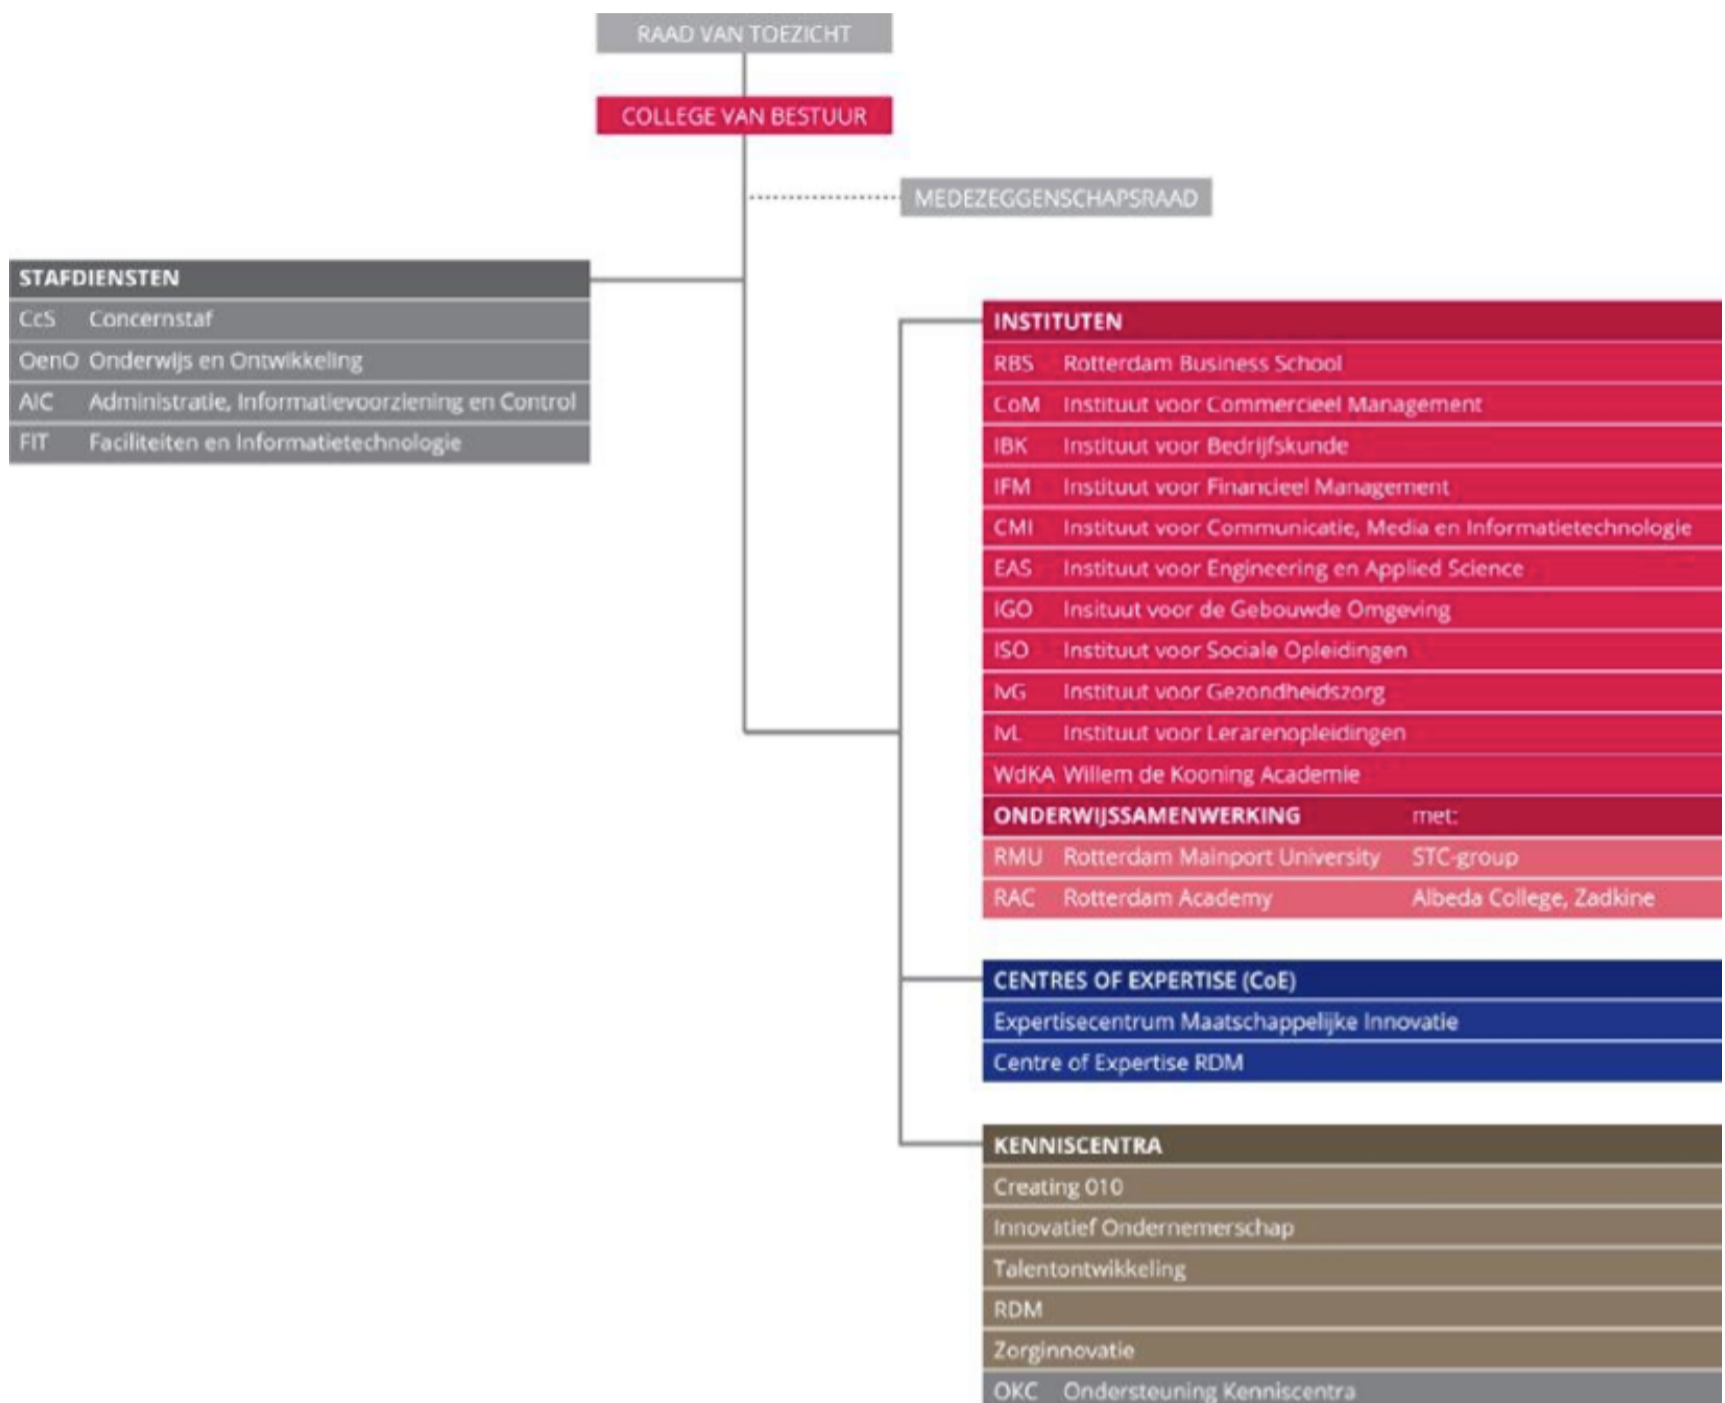 RAAD VAN TOEZICHT
COLLEGE VAN BESTUUR
MEDEZEGGENSCHAPSRAAD
STAFDIENSTEN
CcS Concernstaf
OenO Onderwijs en Ontwikkeling
AIC Administratie, Informatievoorziening en Control
FIT Faciliteiten en Informatietechnologie
INSTITUTEN
RBS Rotterdam Business School
CoM Instituut voor Commercieel Management
IBK Instituut voor Bedrijfskunde
IFM Instituut voor Financieel Management
CMI Instituut voor Communicatie, Media en Informatietechnologie
EAS Instituut voor Engineering en Applied Science
IGO Insituut voor de Gebouwde Omgeving
ISO Instituut voor Sociale Opleidingen
IvG Instituut voor Gezondheidszorg
IvL Instituut voor Lerarenopleidingen
WdKA Willem de Kooning Academie
ONDERWIJSSAMENWERKING met:
RMU Rotterdam Mainport University STC-group
RAC Rotterdam Academy Albeda College, Zadkine
CENTRES OF EXPERTISE (CoE)
Expertisecentrum Maatschappelijke Innovatie
Centre of Expertise RDM
KENNISCENTRA
Creating 010
Innovatief Ondernemerschap
Talentontwikkeling
RDM
Zorginnovatie
OKC Ondersteuning Kenniscentra